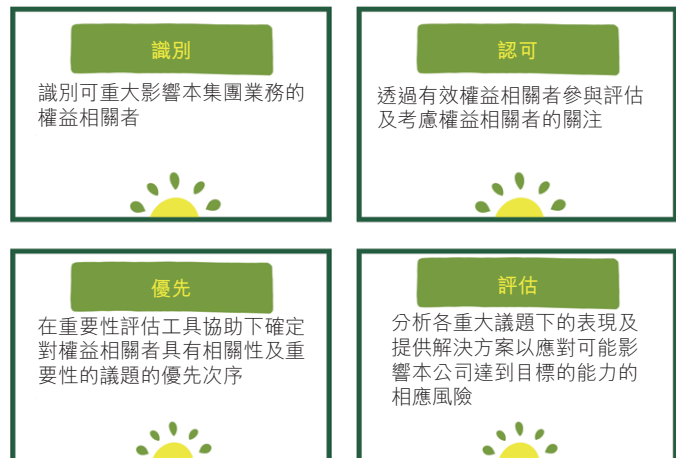 識別
識別可重大影響本集團業務的
權益相關者
認可
透過有效權益相關者參與評估
及考慮權益相關者的關注
優先
在重要性評估工具協助下確定
對權益相關者具有相關性及重
要性的議題的優先次序
評估
分析各重大議題下的表現及
提供解決方案以應對可能影
響本公司達到目標的能力的
相應風險